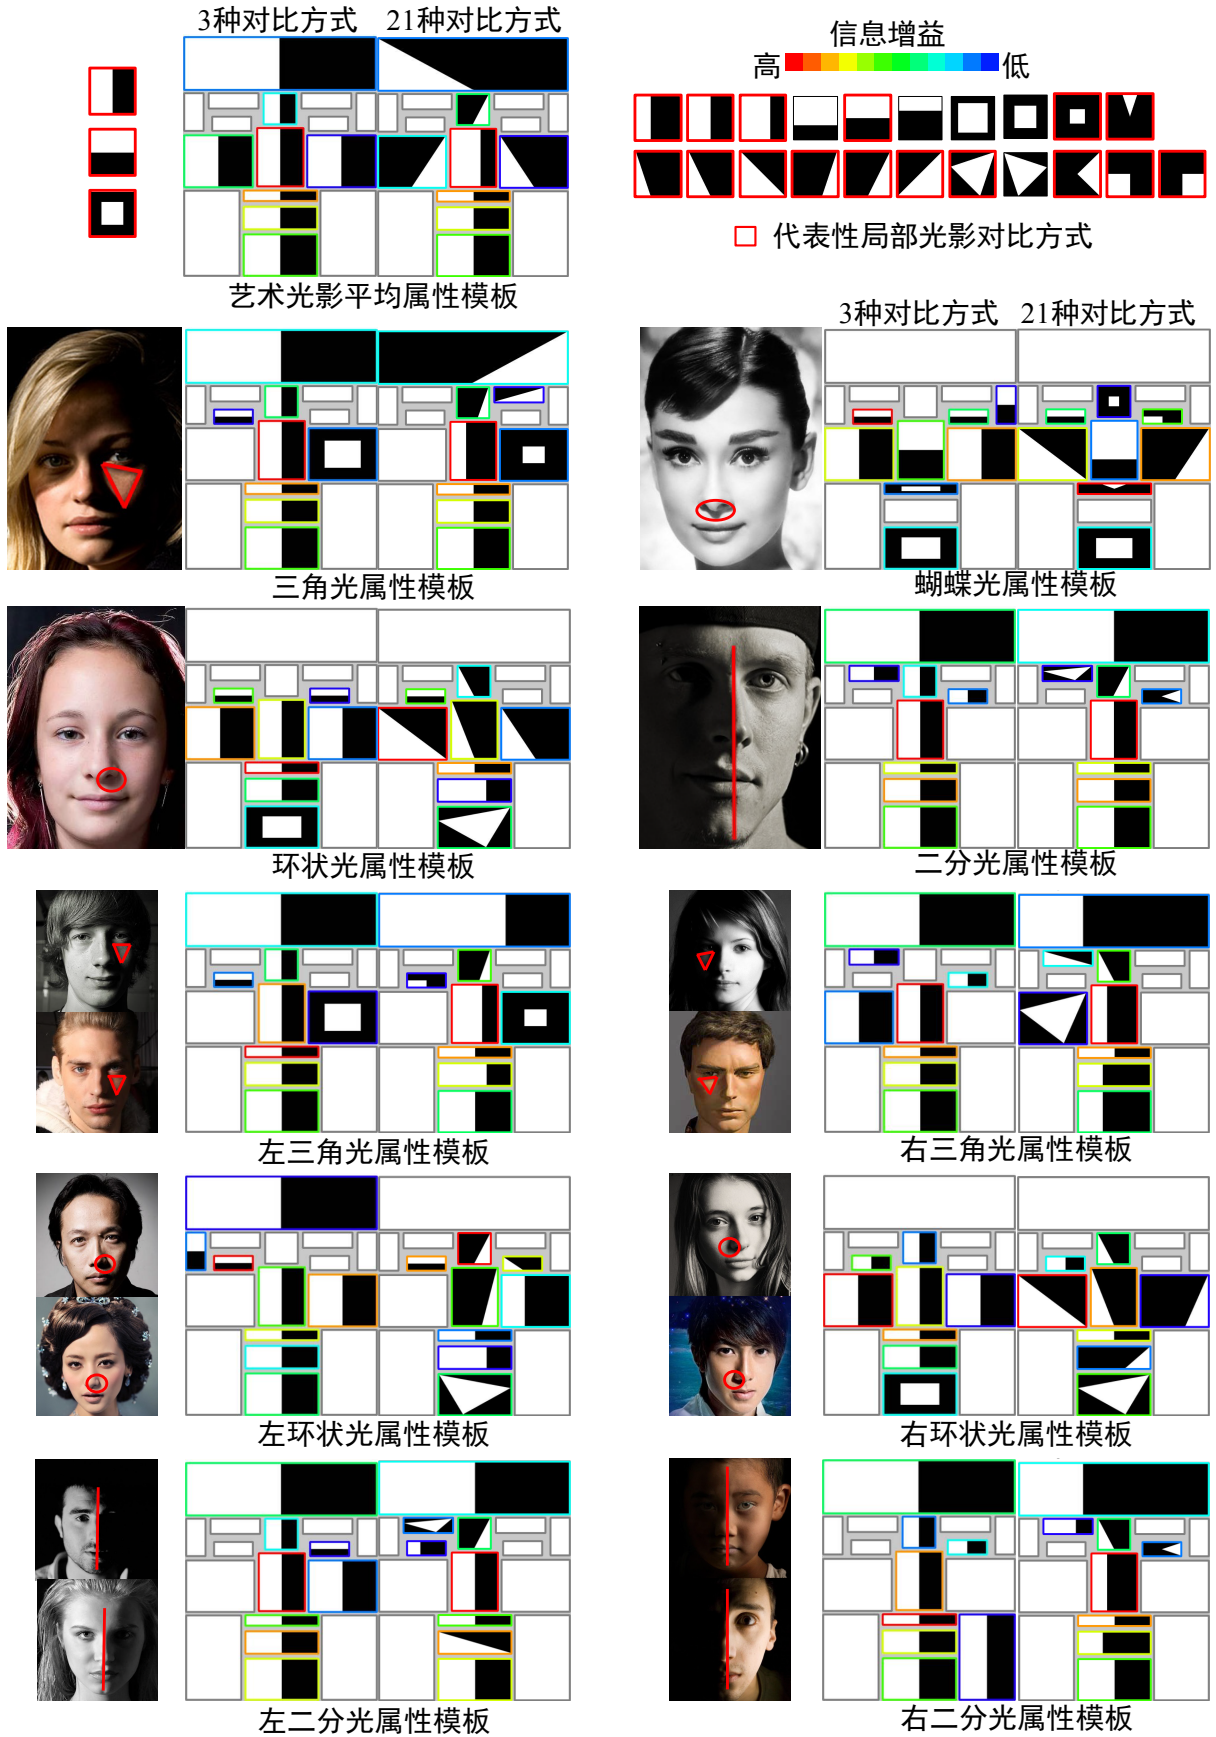 3种对比方式 21种对比方式
信息增益
高 低
代表性局部光影对比方式
艺术光影平均属性模板
3种对比方式 21种对比方式
三角光属性模板
蝴蝶光属性模板
环状光属性模板
二分光属性模板
左三角光属性模板
右三角光属性模板
左环状光属性模板
右环状光属性模板
左二分光属性模板
右二分光属性模板